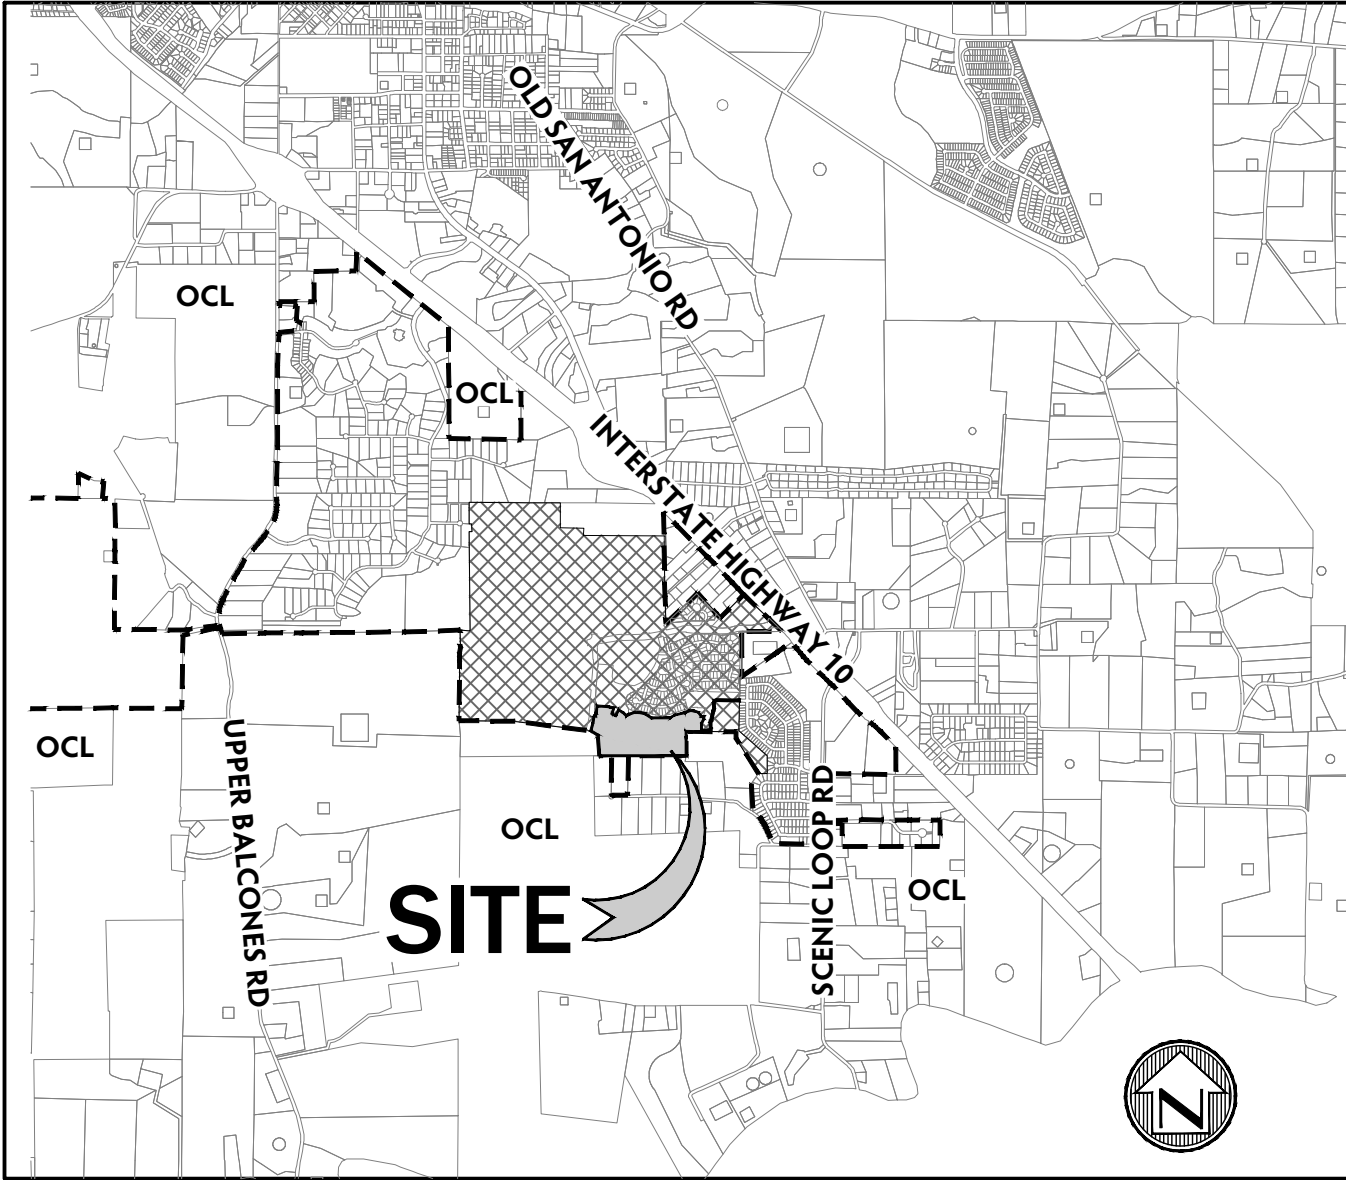 OLD SAN ANTONIO RD
OCL
OCL
INTERSTATE HIGHWAY 10
OCL
UPPER BALCONES RD
OCL
SCENIC LOOP RD
OCL
SITE
N